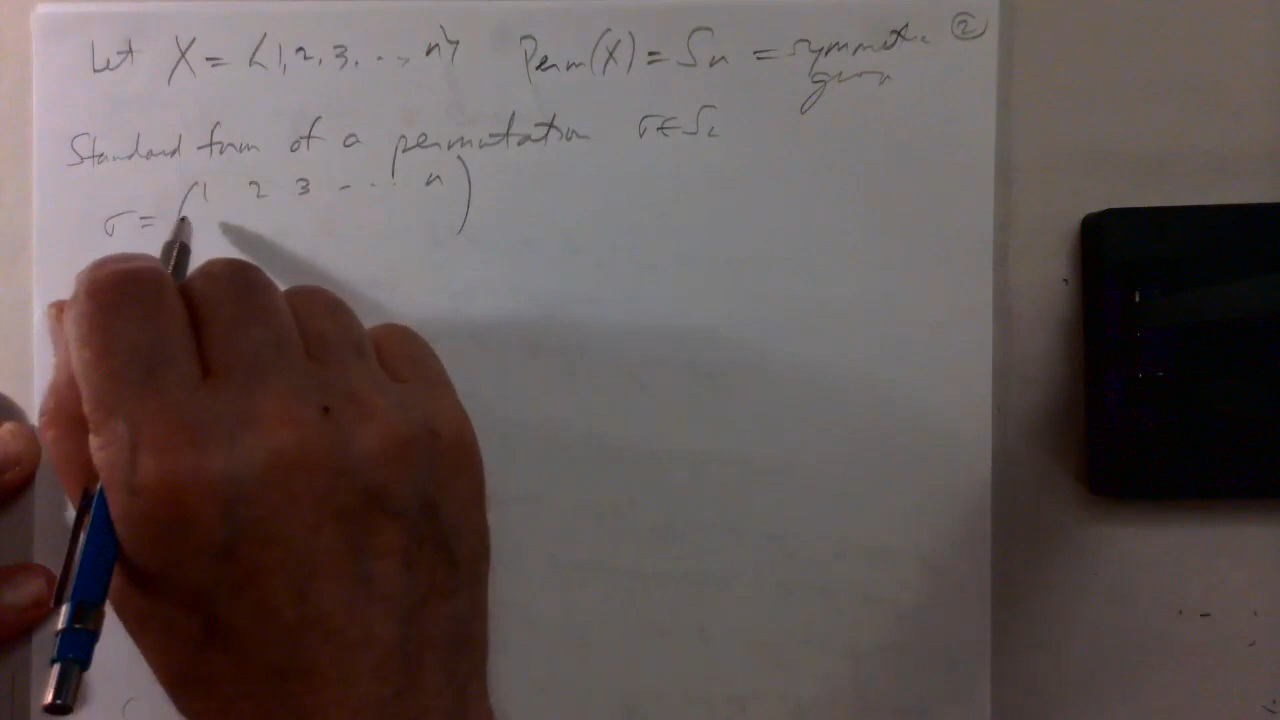 Let X = {1, 2, 3, ..., n} Perm(X) = Sn = symmetric ②
group
Standard form of a permutation σ ∈ Sn
σ = ( 1 2 3 ... n )